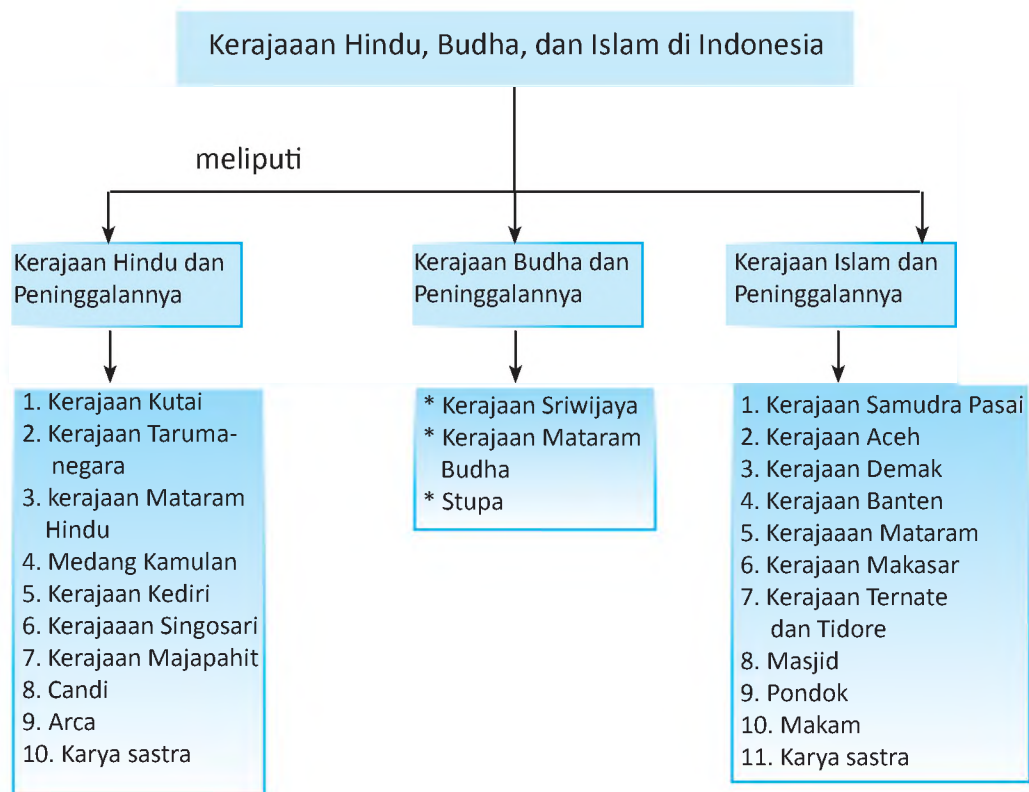 Kerajaaan Hindu, Budha, dan Islam di Indonesia
meliputi
Kerajaan Hindu dan
Peninggalannya
Kerajaan Budha dan
Peninggalannya
Kerajaan Islam dan
Peninggalannya
1. Kerajaan Kutai
2. Kerajaan Taruma-
negara
3. kerajaan Mataram
Hindu
4. Medang Kamulan
5. Kerajaan Kediri
6. Kerajaaan Singosari
7. Kerajaan Majapahit
8. Candi
9. Arca
10. Karya sastra
* Kerajaan Sriwijaya
* Kerajaan Mataram
Budha
* Stupa
1. Kerajaan Samudra Pasai
2. Kerajaan Aceh
3. Kerajaan Demak
4. Kerajaan Banten
5. Kerajaaan Mataram
6. Kerajaan Makasar
7. Kerajaan Ternate
dan Tidore
8. Masjid
9. Pondok
10. Makam
11. Karya sastra